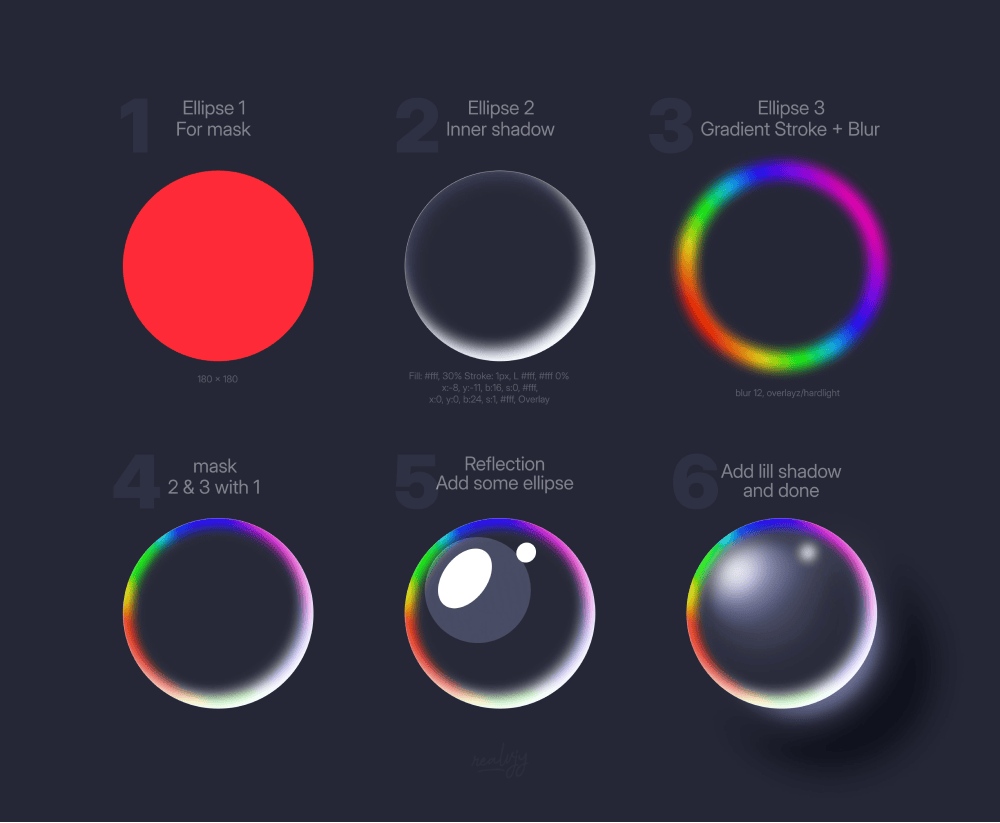 1
Ellipse 1
For mask
180 × 180
2
Ellipse 2
Inner shadow
Fill: #fff, 30% Stroke: 1px, L #fff, #fff 0%
x:-8, y:-11, b:16, s:0, #fff,
x:0, y:0, b:24, s:1, #fff, Overlay
3
Ellipse 3
Gradient Stroke + Blur
blur 12, overlayz/hardlight
4
mask
2 & 3 with 1
5
Reflection
Add some ellipse
6
Add lill shadow
and done